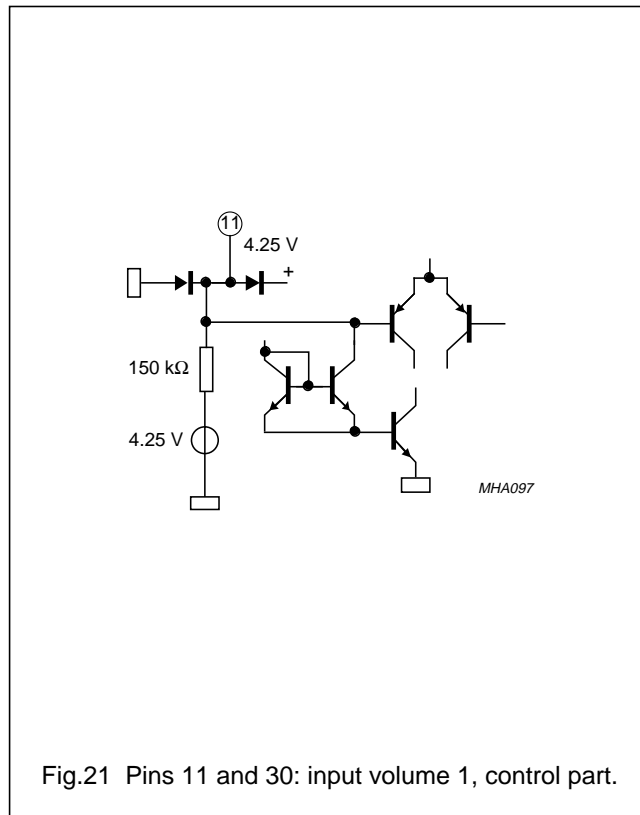 11
4.25 V
+
150 kΩ
4.25 V
MHA097
Fig.21 Pins 11 and 30: input volume 1, control part.